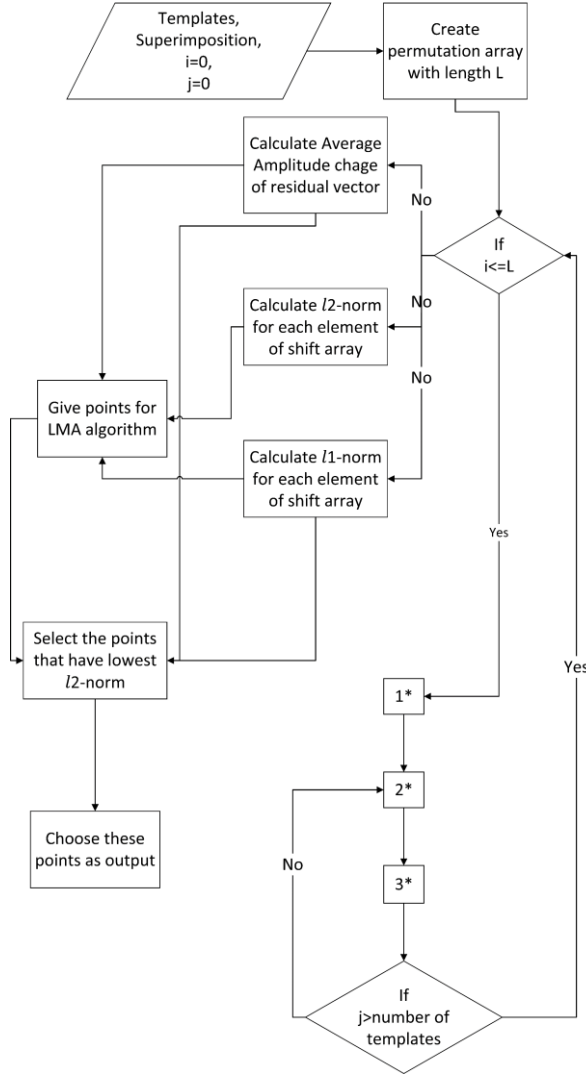 Templates,
Superimposition,
i=0,
j=0
Create
permutation array
with length L
Calculate Average
Amplitude chage
of residual vector
No
If
i<=L
Calculate l2-norm
for each element
of shift array
No
No
Give points for
LMA algorithm
Calculate l1-norm
for each element
of shift array
Yes
Select the points
that have lowest
l2-norm
Yes
1*
2*
Choose these
points as output
No
3*
If
j>number of
templates